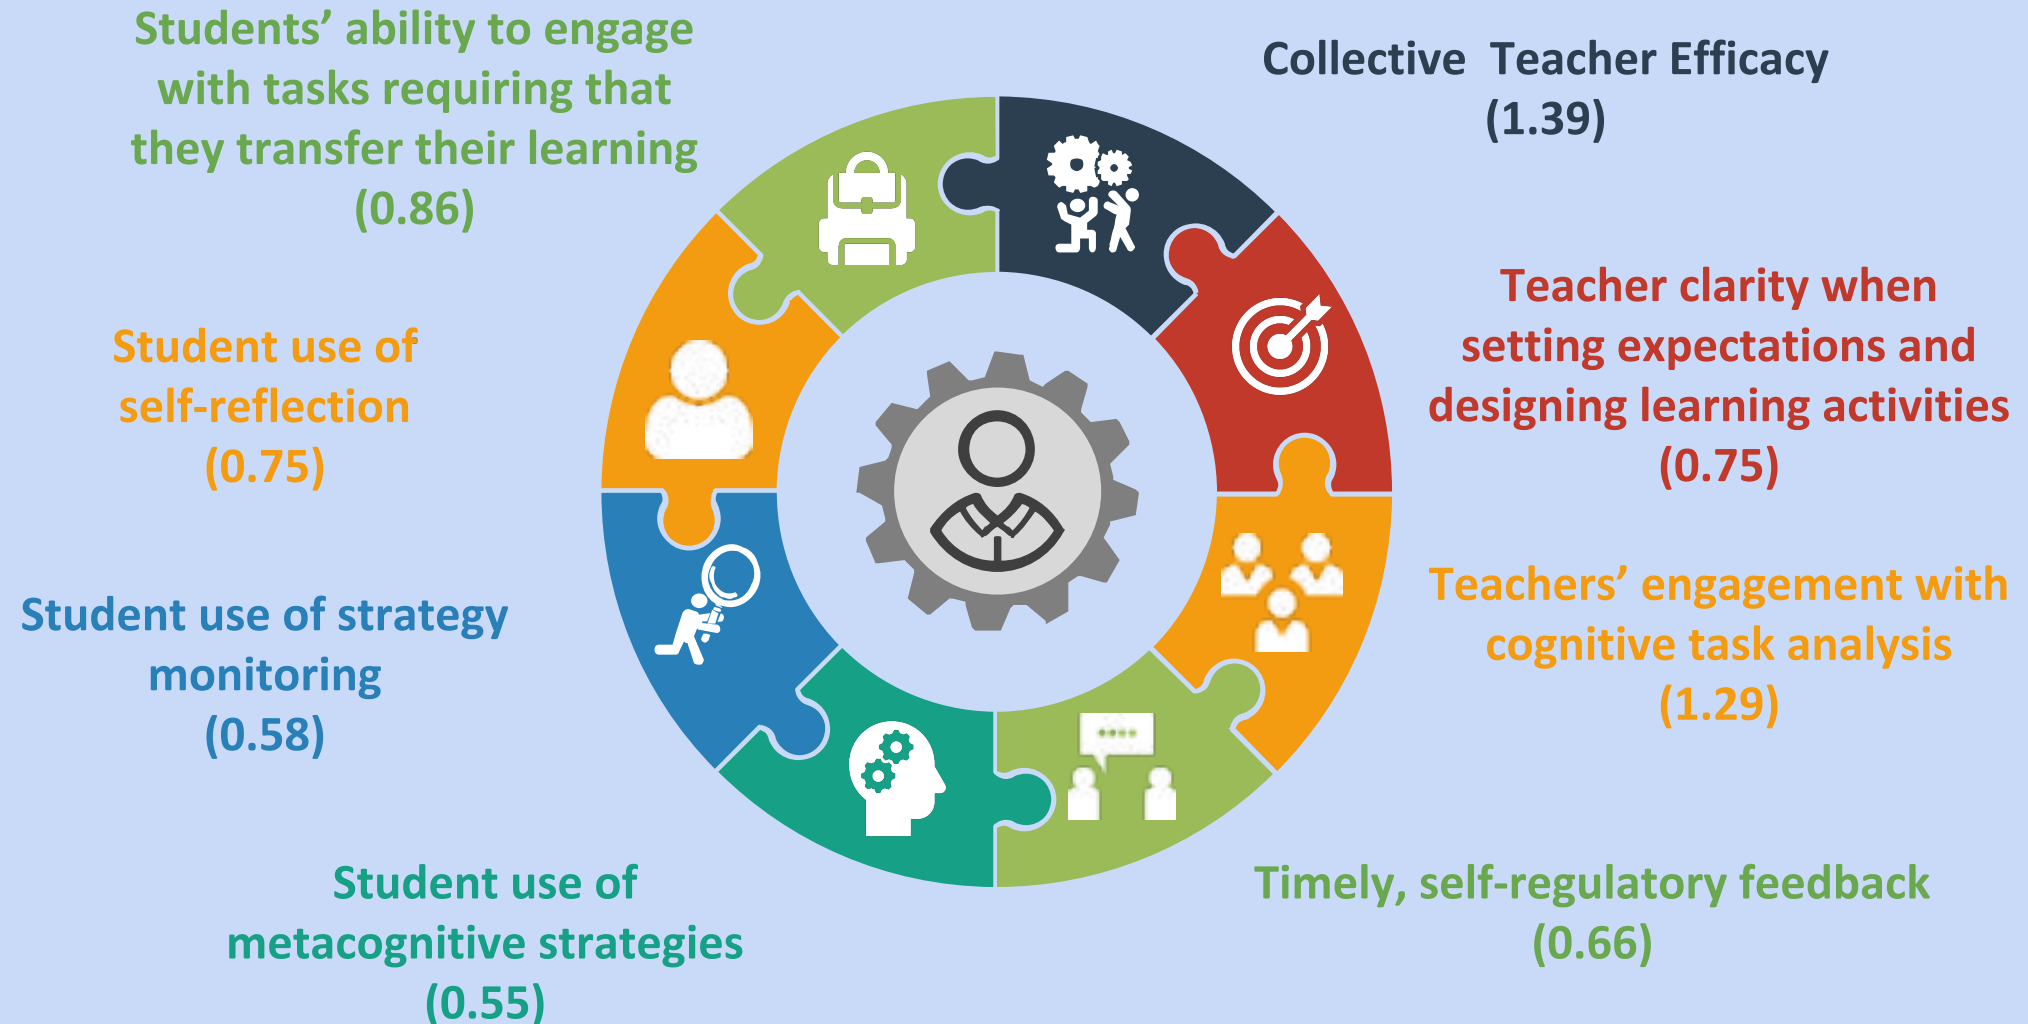 Students’ ability to engage
with tasks requiring that
they transfer their learning
(0.86)
Collective  Teacher Efficacy
(1.39)
Teacher clarity when
setting expectations and
designing learning activities
(0.75)
Student use of
self-reflection
(0.75)
Teachers’ engagement with
cognitive task analysis
(1.29)
Student use of strategy
monitoring
(0.58)
Timely, self-regulatory feedback
(0.66)
Student use of
metacognitive strategies
(0.55)